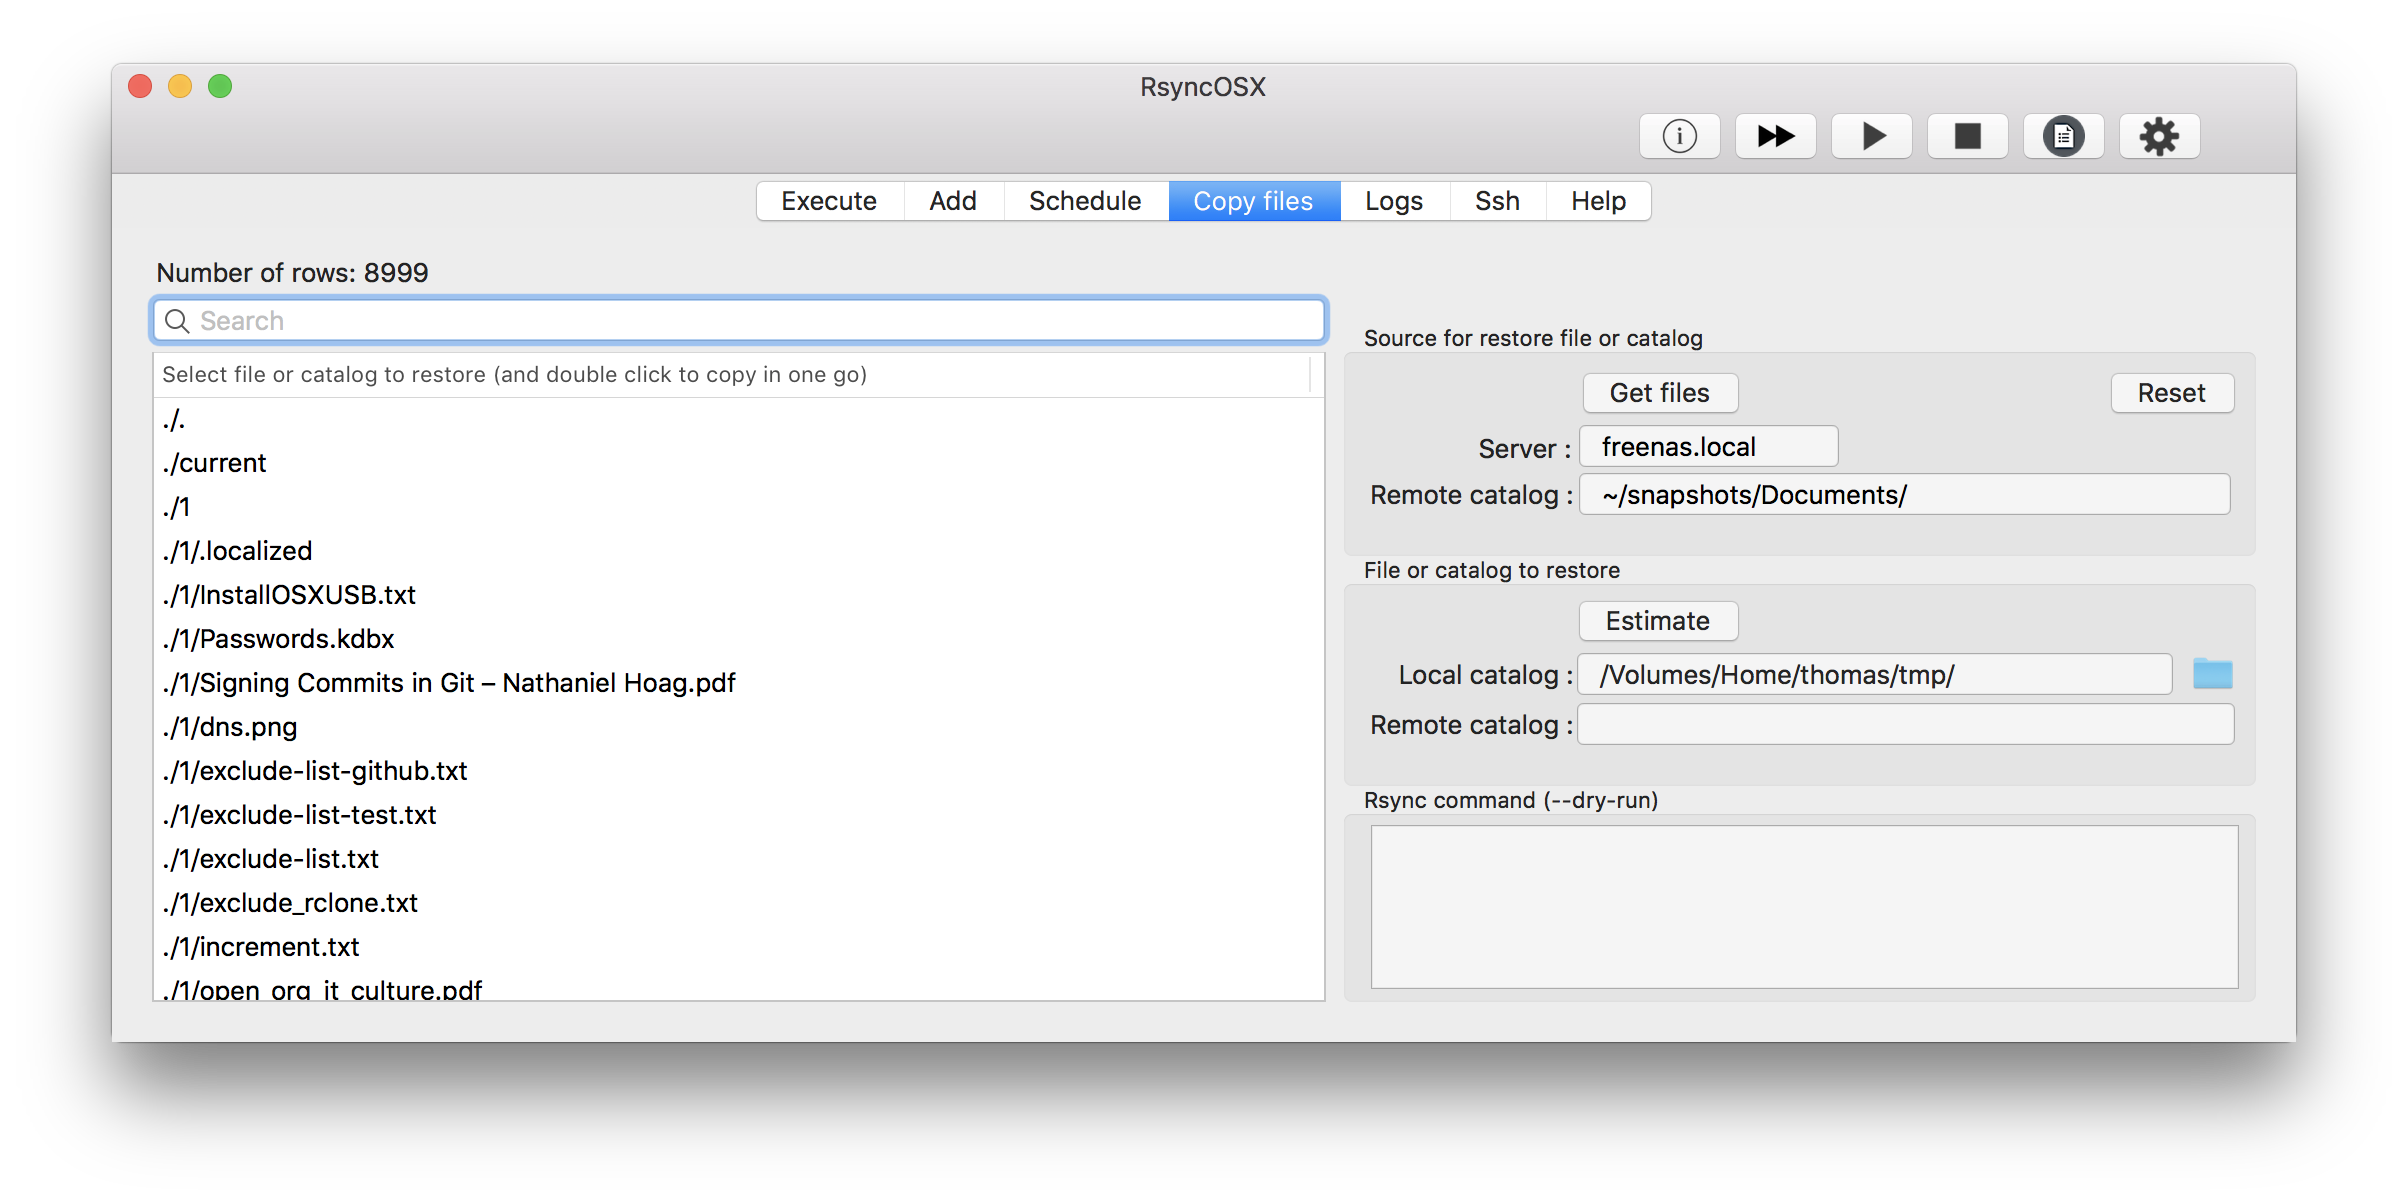 RsyncOSX
Execute Add Schedule Copy files Logs Ssh Help
Number of rows: 8999
Search
Select file or catalog to restore (and double click to copy in one go)
./.
./current
./1
./1/.localized
./1/InstallOSXUSB.txt
./1/Passwords.kdbx
./1/Signing Commits in Git – Nathaniel Hoag.pdf
./1/dns.png
./1/exclude-list-github.txt
./1/exclude-list-test.txt
./1/exclude-list.txt
./1/exclude_rclone.txt
./1/increment.txt
./1/open_org_it_culture.pdf
Source for restore file or catalog
Get files Reset
Server : freenas.local
Remote catalog : ~/snapshots/Documents/
File or catalog to restore
Estimate
Local catalog : /Volumes/Home/thomas/tmp/
Remote catalog :
Rsync command (--dry-run)